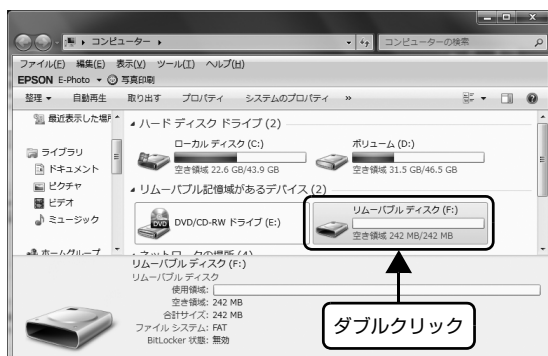 コンピューター
コンピューターの検索
ファイル(F) 編集(E) 表示(V) ツール(T) ヘルプ(H)
EPSON E-Photo 写真印刷
整理 自動再生 取り出す プロパティ システムのプロパティ »
最近表示した場所
ライブラリ
ドキュメント
ピクチャ
ビデオ
ミュージック
ホームグループ
ハード ディスク ドライブ (2)
ローカル ディスク (C:)
空き領域 22.6 GB/43.9 GB
ボリューム (D:)
空き領域 31.5 GB/46.5 GB
リムーバブル記憶域があるデバイス (2)
DVD/CD-RW ドライブ (E:)
リムーバブル ディスク (F:)
空き領域 242 MB/242 MB
ネットワークの場所 (4)
リムーバブル ディスク (F:)
リムーバブル ディスク
使用領域:
空き領域: 242 MB
合計サイズ: 242 MB
ファイル システム: FAT
BitLocker 状態: 無効
ダブルクリック